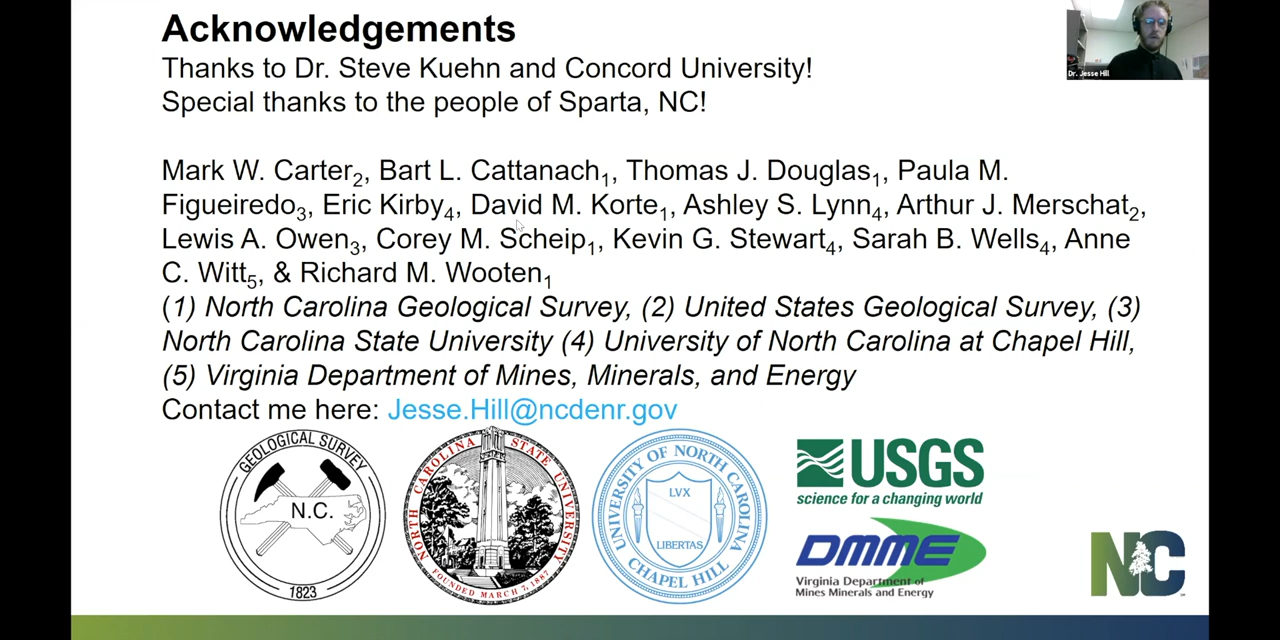 Acknowledgements
Thanks to Dr. Steve Kuehn and Concord University!
Special thanks to the people of Sparta, NC!
Mark W. Carter2, Bart L. Cattanach1, Thomas J. Douglas1, Paula M.
Figueiredo3, Eric Kirby4, David M. Korte1, Ashley S. Lynn4, Arthur J. Merschat2,
Lewis A. Owen3, Corey M. Scheip1, Kevin G. Stewart4, Sarah B. Wells4, Anne
C. Witt5, & Richard M. Wooten1
(1) North Carolina Geological Survey, (2) United States Geological Survey, (3)
North Carolina State University (4) University of North Carolina at Chapel Hill,
(5) Virginia Department of Mines, Minerals, and Energy
Contact me here: Jesse.Hill@ncdenr.gov
Dr. Jesse Hill
GEOLOGICAL SURVEY
N.C.
1823
NORTH CAROLINA STATE UNIVERSITY
FOUNDED MARCH 7, 1887
UNIVERSITY OF NORTH CAROLINA
LVX
LIBERTAS
CHAPEL HILL
USGS
science for a changing world
DMME
Virginia Department of
Mines Minerals and Energy
NC